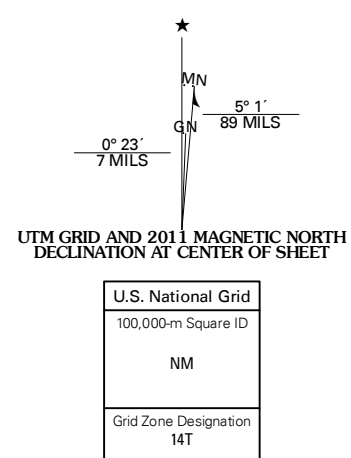 ★
MN
5° 1´
89 MILS
GN
0° 23´
7 MILS
UTM GRID AND 2011 MAGNETIC NORTH
DECLINATION AT CENTER OF SHEET
U.S. National Grid
100,000-m Square ID
NM
Grid Zone Designation
14T